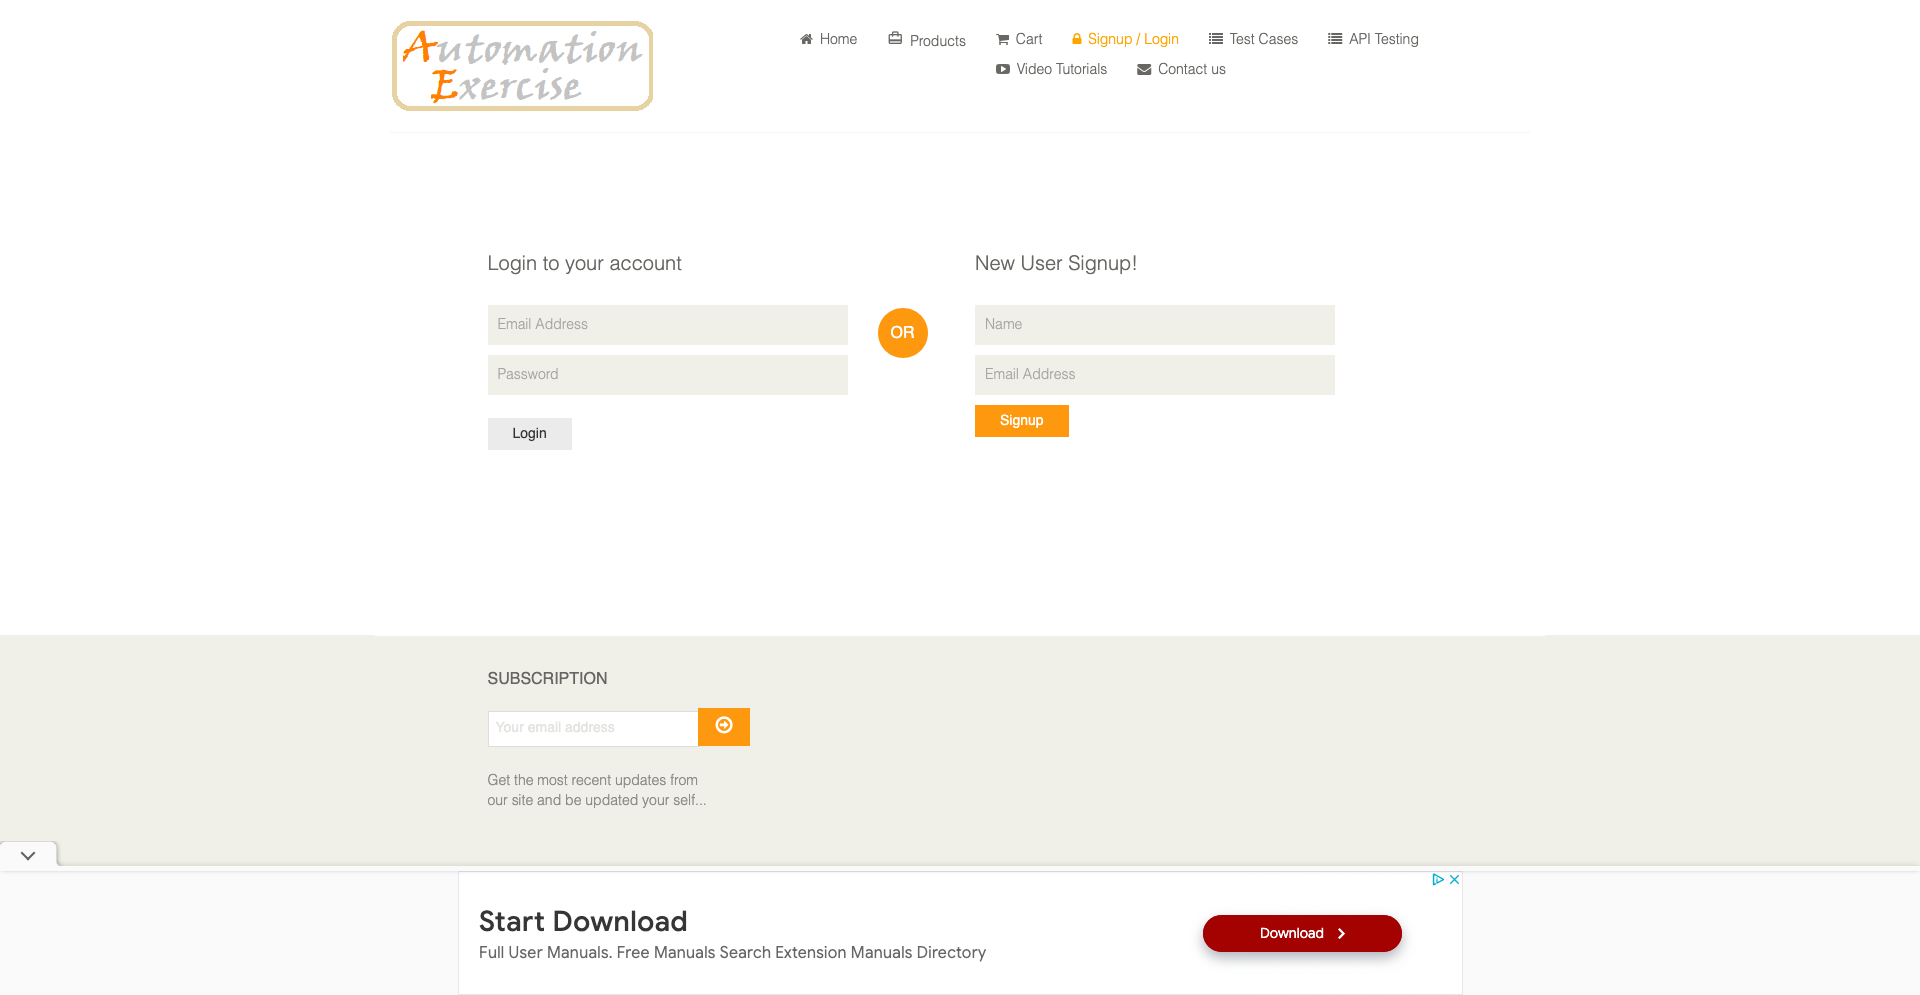 Automation
Exercise
Home
Products
Cart
Signup / Login
Test Cases
API Testing
Video Tutorials
Contact us
Login to your account
Email Address
Password
Login
OR
New User Signup!
Name
Email Address
Signup
SUBSCRIPTION
Your email address
Get the most recent updates from
our site and be updated your self...
Start Download
Full User Manuals. Free Manuals Search Extension Manuals Directory
Download